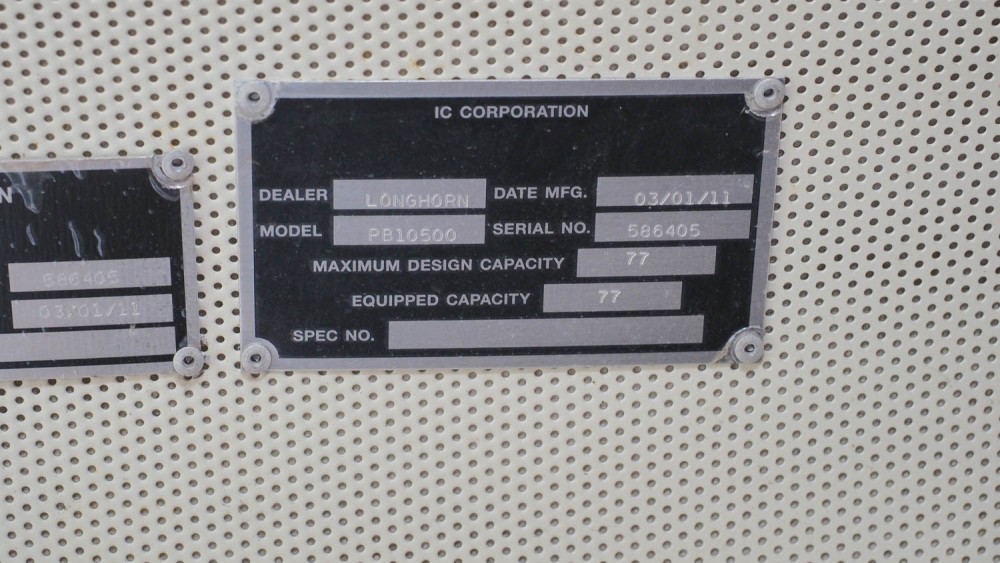 IC CORPORATION
DEALER LONGHORN DATE MFG. 03/01/11
MODEL PB10500 SERIAL NO. 586405
MAXIMUM DESIGN CAPACITY 77
EQUIPPED CAPACITY 77
SPEC NO.
N
586405
03/01/11